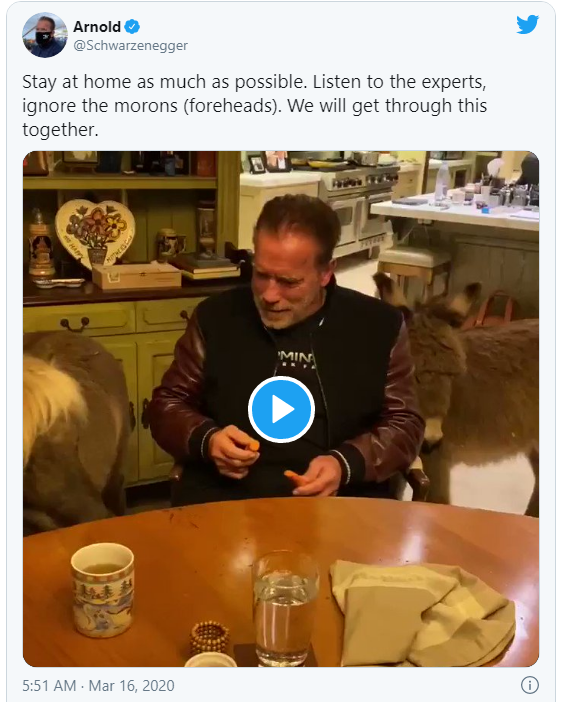 Arnold
@Schwarzenegger
Stay at home as much as possible. Listen to the experts,
ignore the morons (foreheads). We will get through this
together.
MIN
5:51 AM · Mar 16, 2020